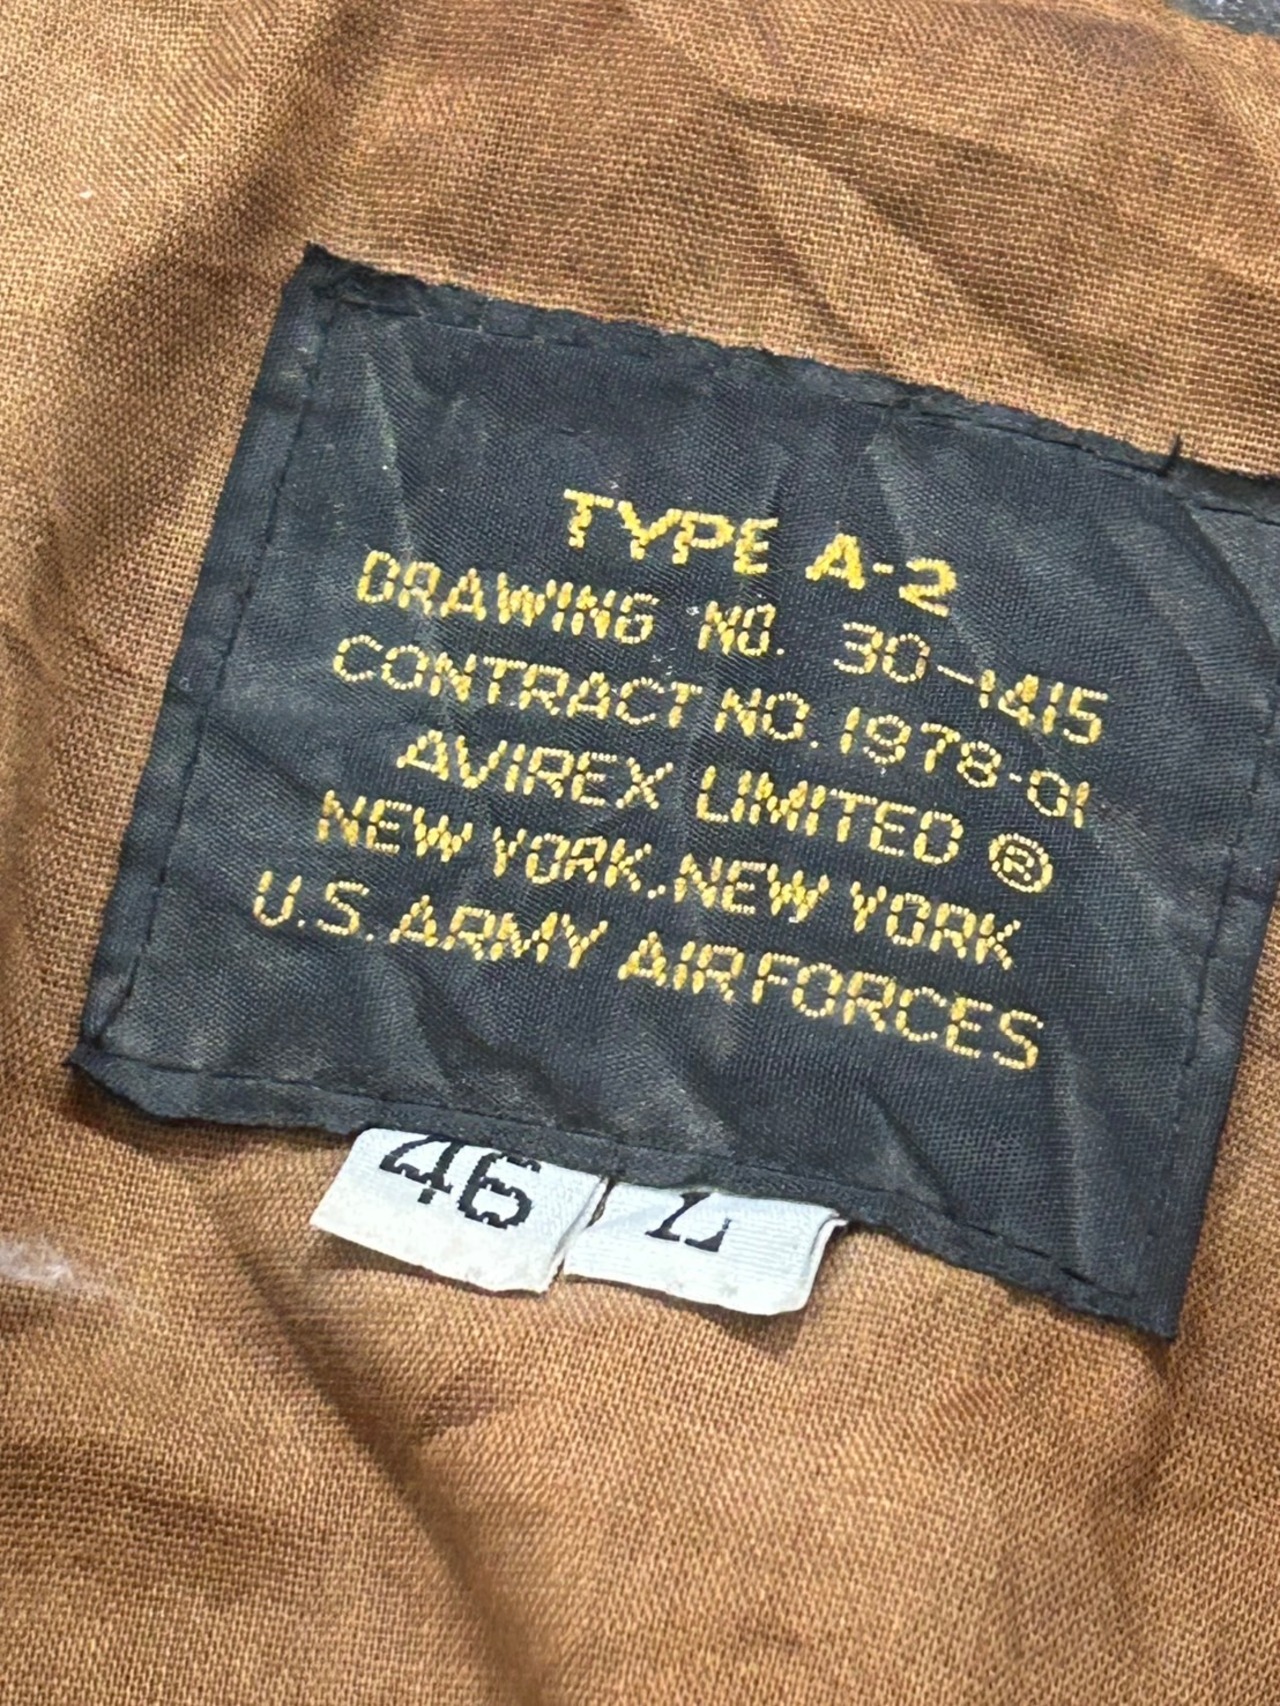 TYPE A-2
DRAWING NO. 30-1415
CONTRACT NO. 1978-01
AVIREX LIMITED ®
NEW YORK, NEW YORK
U.S. ARMY AIR FORCES
46 L